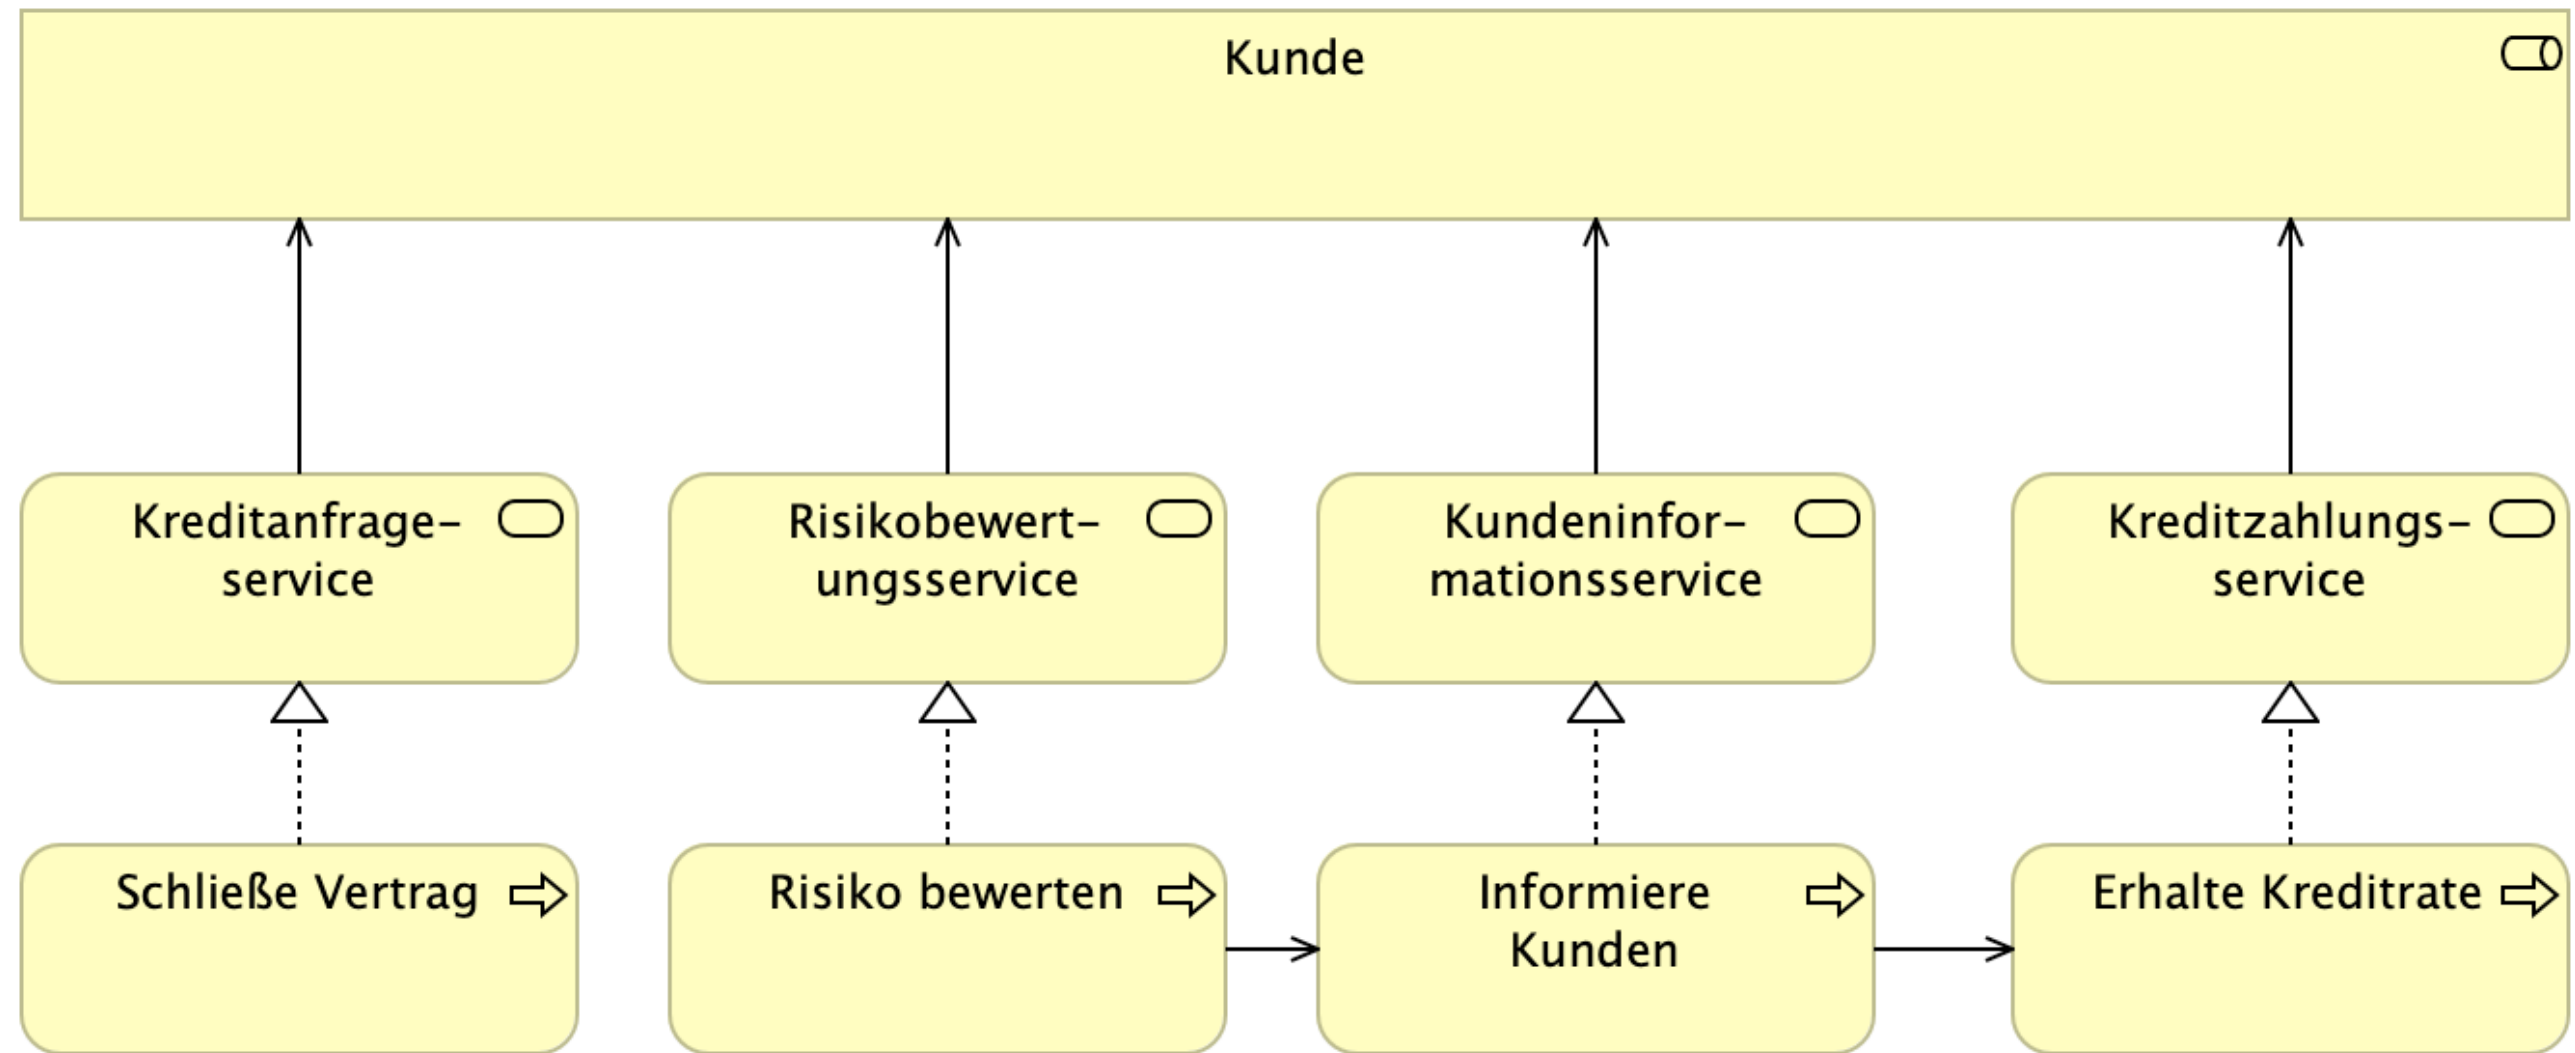 Kunde
Kreditanfrage-
service
Risikobewert-
ungsservice
Kundeninfor-
mationsservice
Kreditzahlungs-
service
Schließe Vertrag
Risiko bewerten
Informiere
Kunden
Erhalte Kreditrate